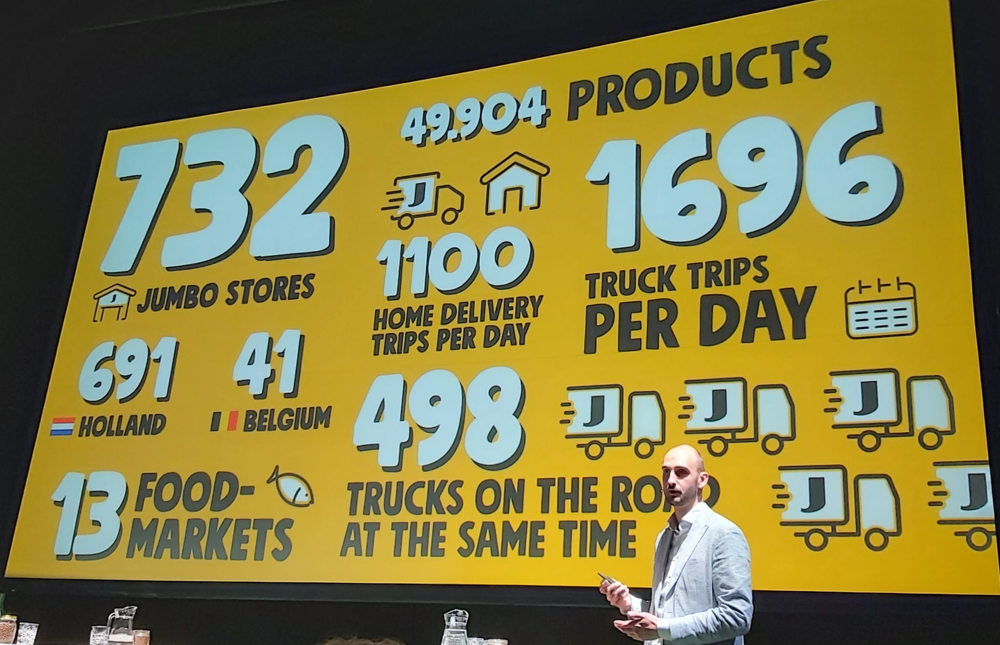 732
J JUMBO STORES
691
HOLLAND
41
BELGIUM
13 FOOD-
MARKETS
49.904 PRODUCTS
J
1100
HOME DELIVERY
TRIPS PER DAY
1696
TRUCK TRIPS
PER DAY
498
TRUCKS ON THE ROAD
AT THE SAME TIME
J J J
J J